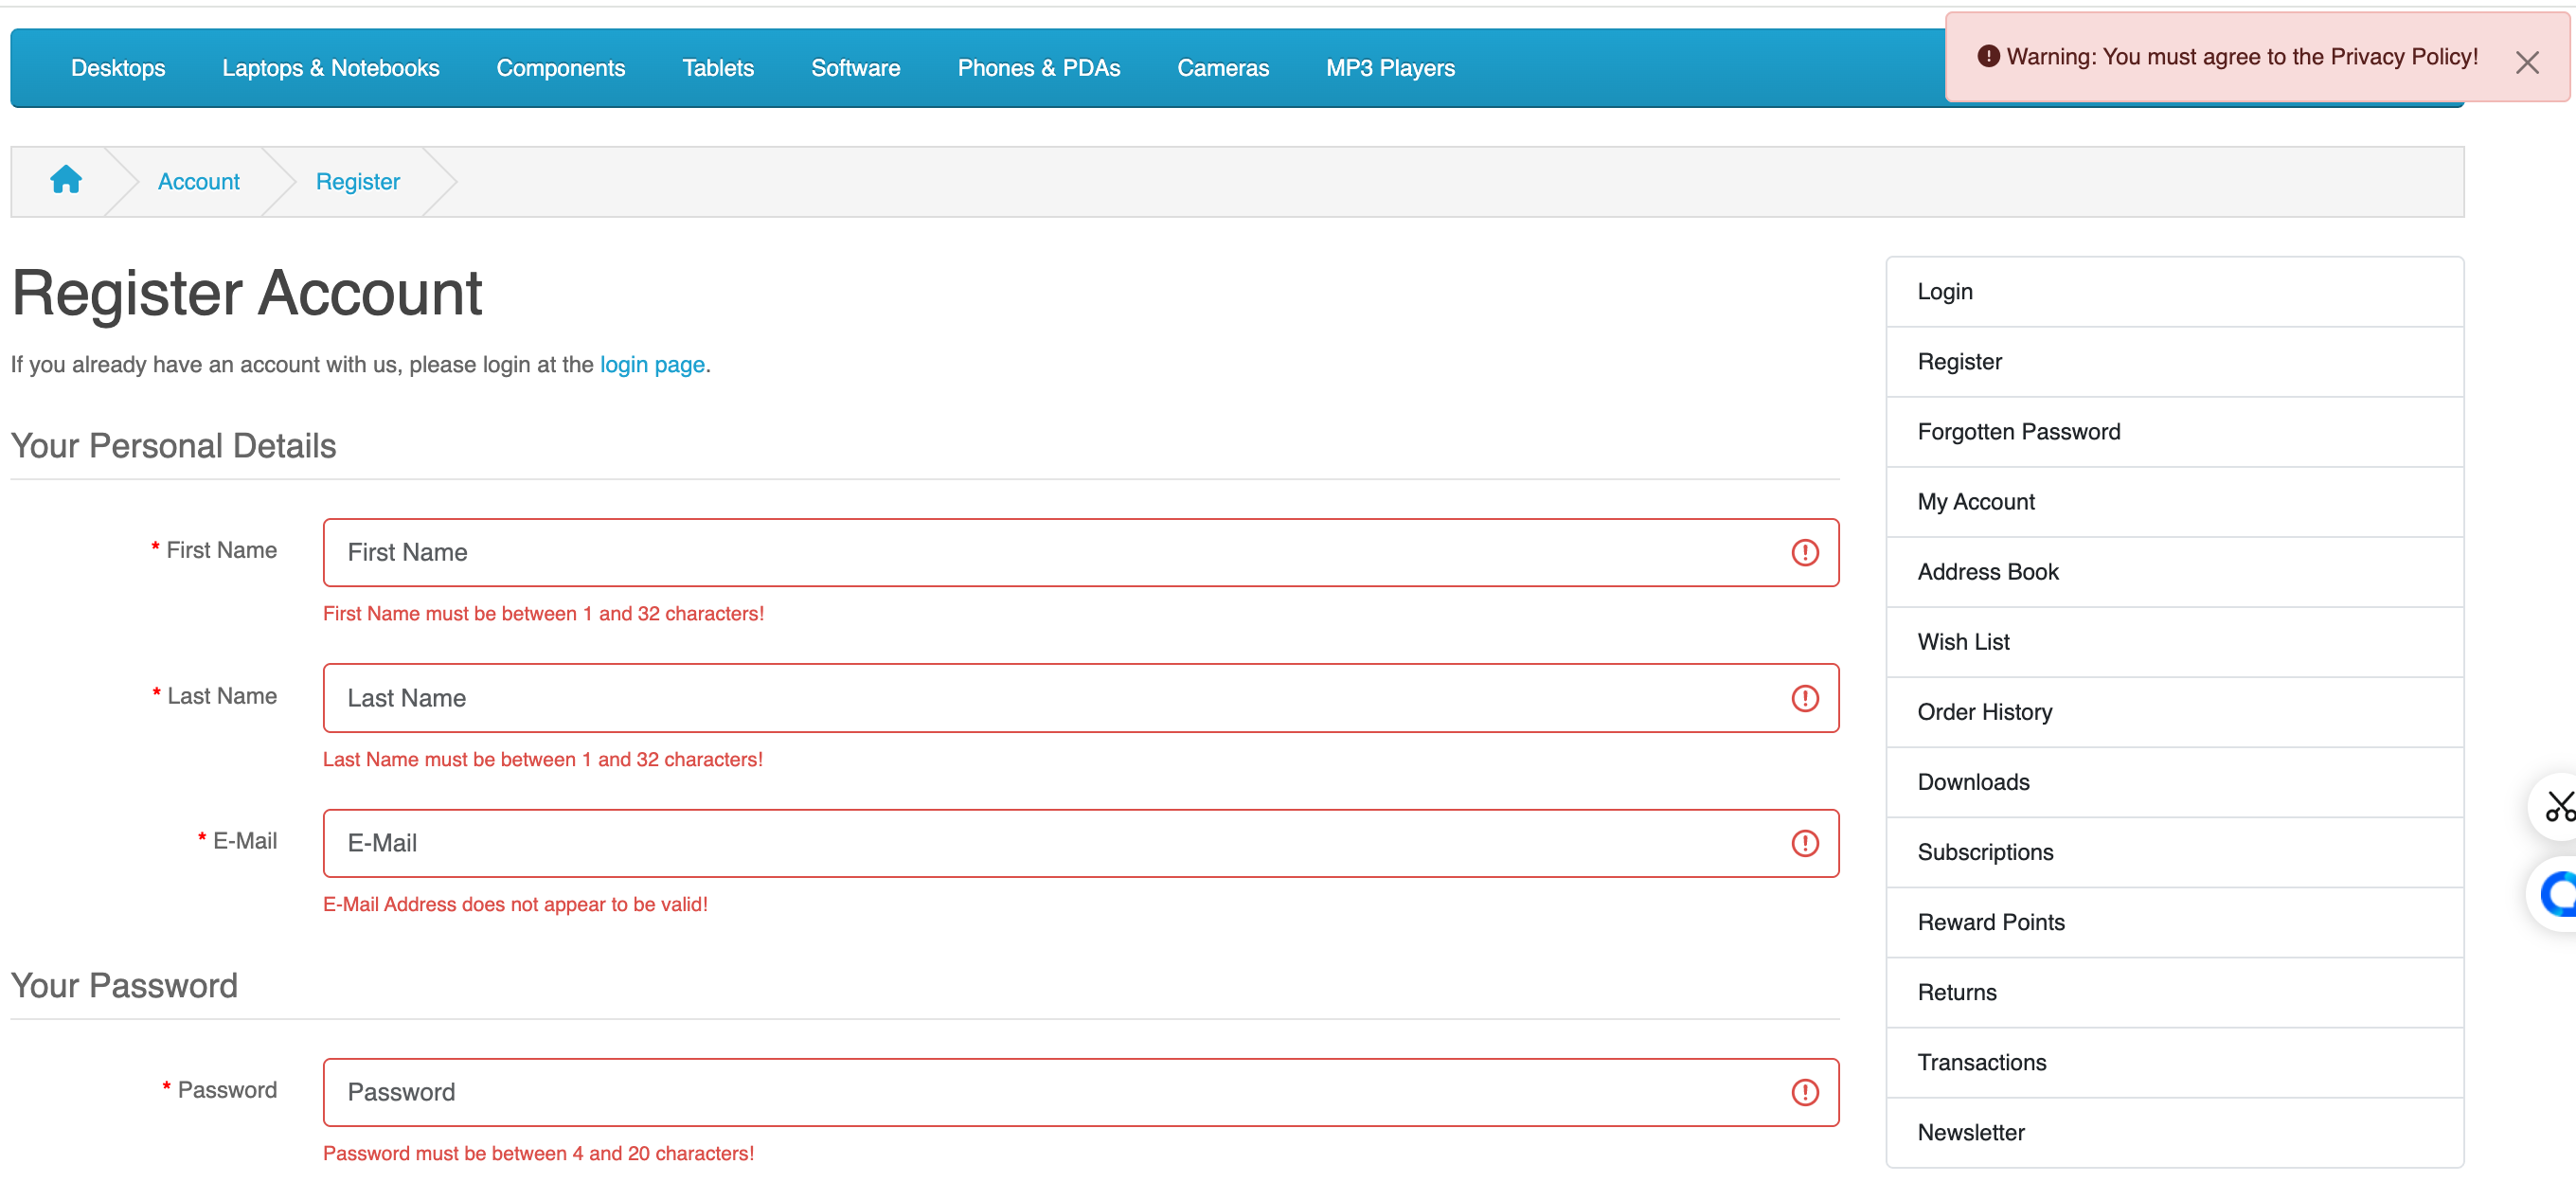 Desktops Laptops & Notebooks Components Tablets Software Phones & PDAs Cameras MP3 Players
Warning: You must agree to the Privacy Policy!
Account Register
Register Account
If you already have an account with us, please login at the login page.
Your Personal Details
* First Name
First Name
First Name must be between 1 and 32 characters!
* Last Name
Last Name
Last Name must be between 1 and 32 characters!
* E-Mail
E-Mail
E-Mail Address does not appear to be valid!
Your Password
* Password
Password
Password must be between 4 and 20 characters!
Login
Register
Forgotten Password
My Account
Address Book
Wish List
Order History
Downloads
Subscriptions
Reward Points
Returns
Transactions
Newsletter